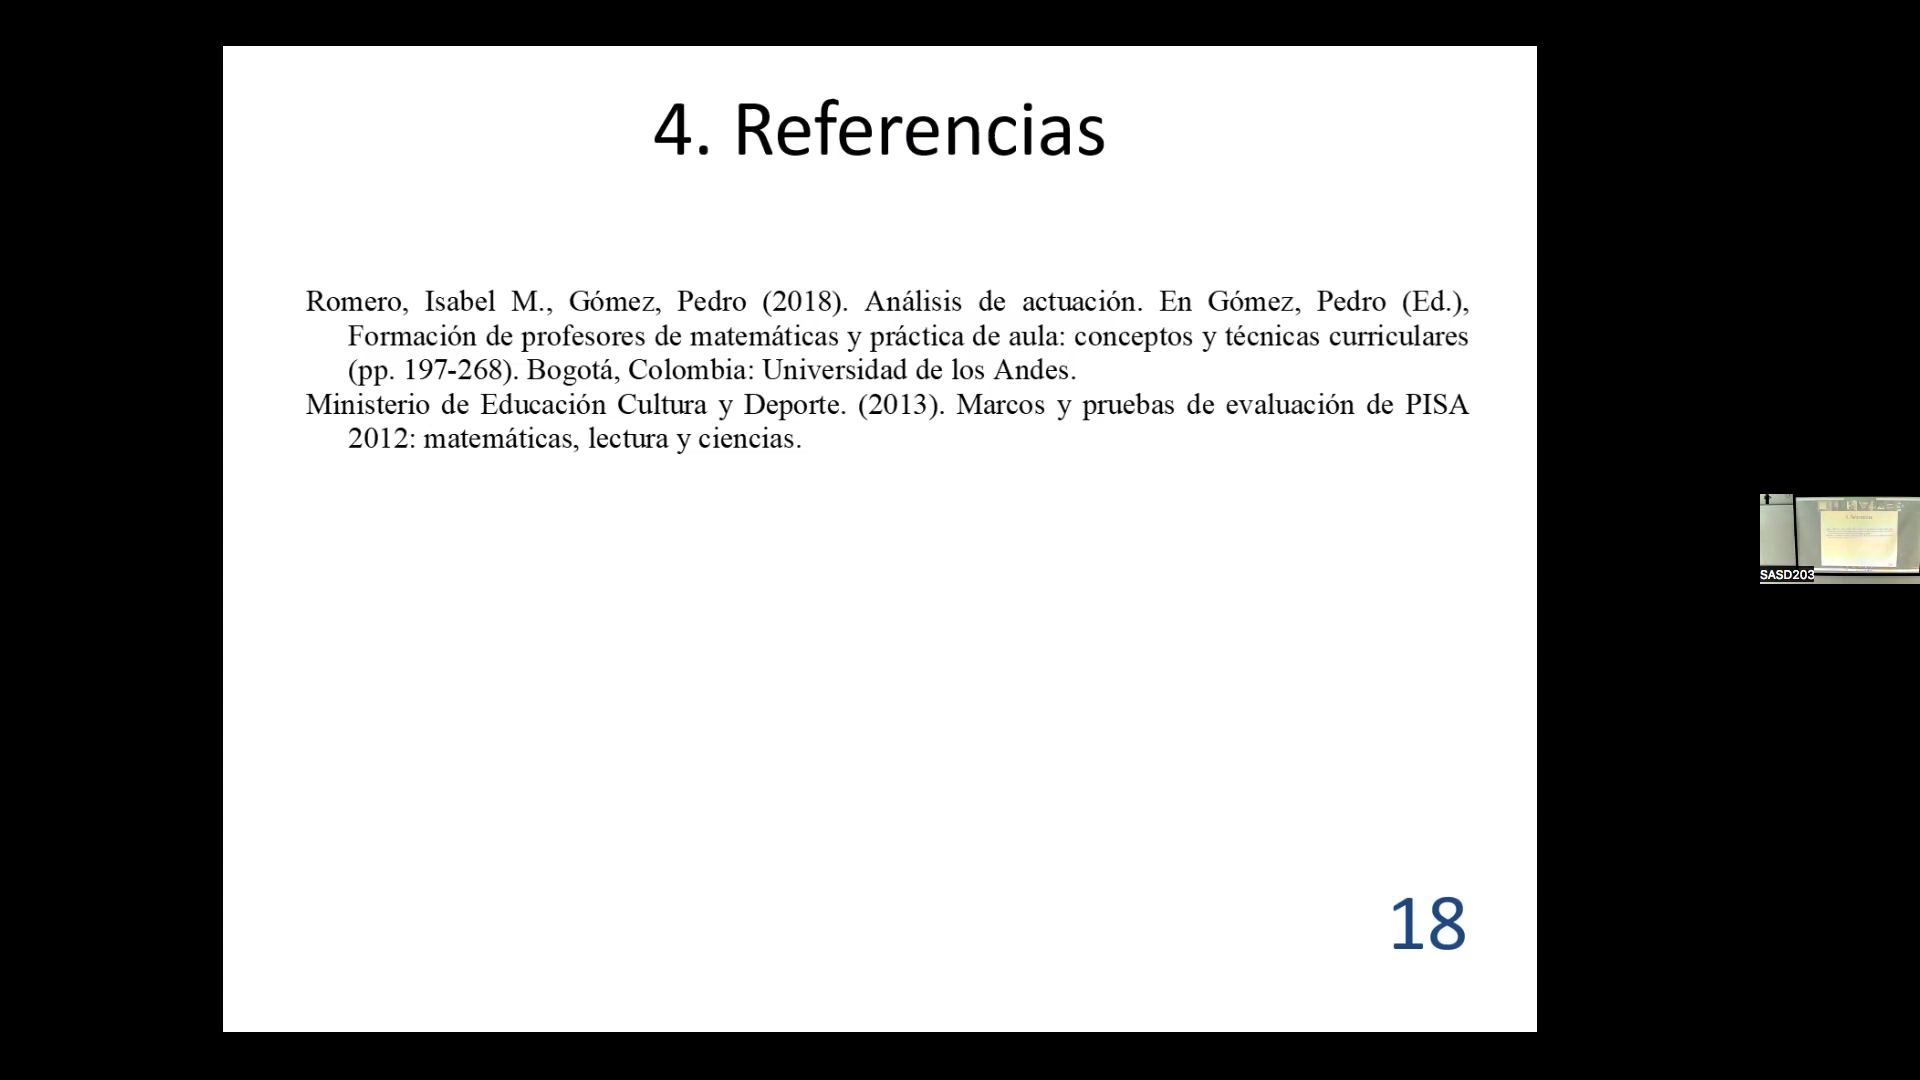 4. Referencias
Romero, Isabel M., Gómez, Pedro (2018). Análisis de actuación. En Gómez, Pedro (Ed.),
Formación de profesores de matemáticas y práctica de aula: conceptos y técnicas curriculares
(pp. 197-268). Bogotá, Colombia: Universidad de los Andes.
Ministerio de Educación Cultura y Deporte. (2013). Marcos y pruebas de evaluación de PISA
2012: matemáticas, lectura y ciencias.
18
SASD203